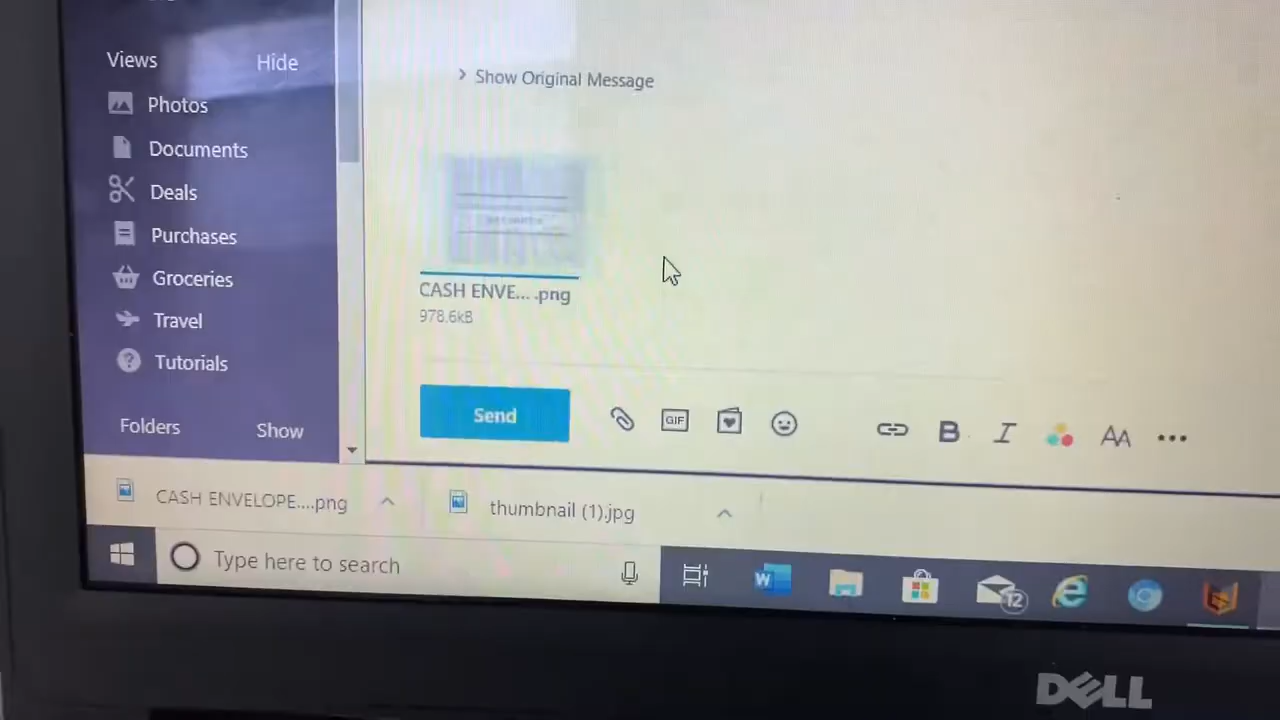 Views Hide
Show Original Message
Photos
Documents
Deals
Purchases
Groceries
CASH ENVE... .png
978.6kB
Travel
Tutorials
Send
GIF
B I AA
Folders Show
CASH ENVELOPE....png
thumbnail (1).jpg
Type here to search
W
12
DELL